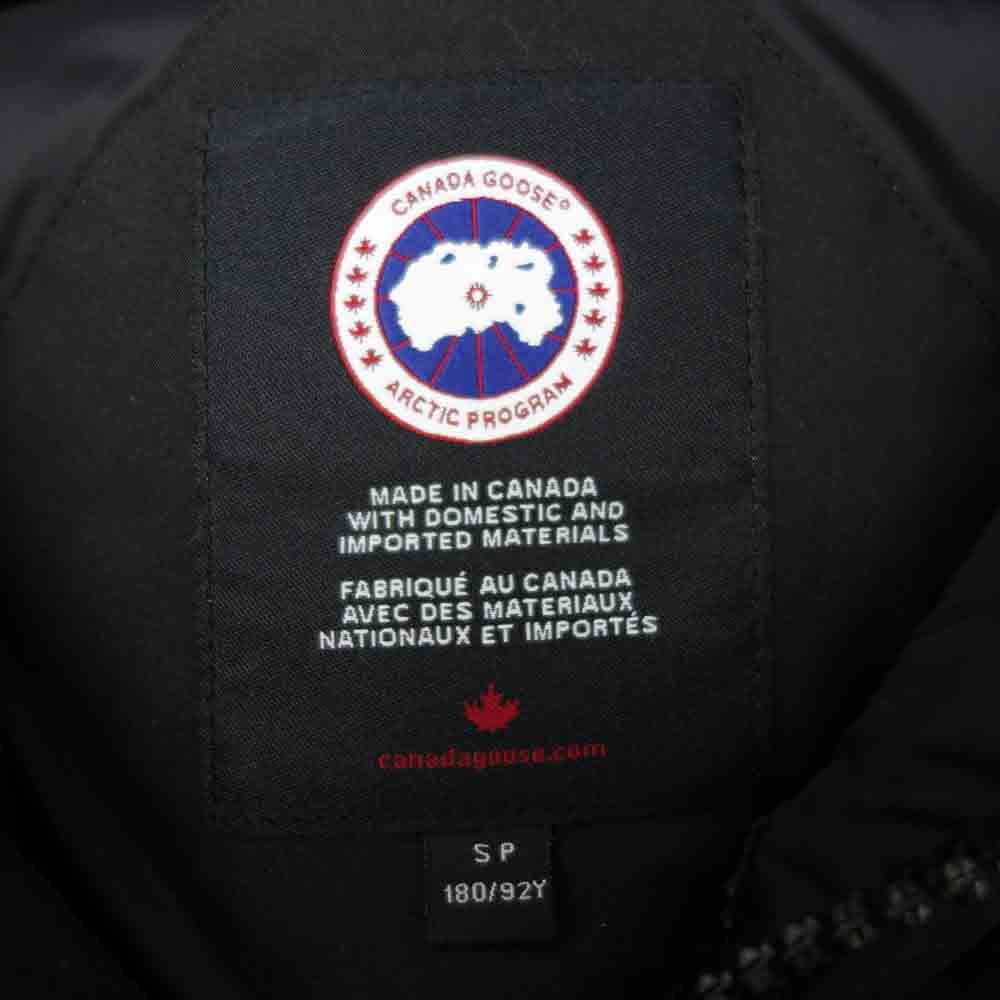 CANADA GOOSE®
ARCTIC PROGRAM
MADE IN CANADA
WITH DOMESTIC AND
IMPORTED MATERIALS
FABRIQUÉ AU CANADA
AVEC DES MATERIAUX
NATIONAUX ET IMPORTÉS
canadagoose.com
S P
180/92Y